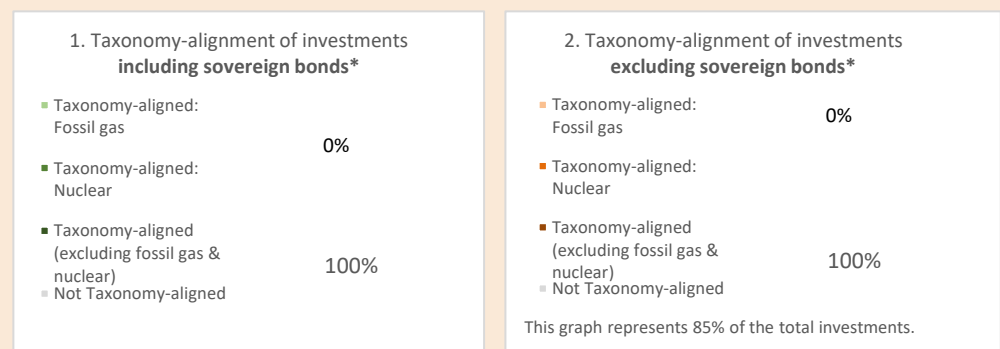 1. Taxonomy-alignment of investments
including sovereign bonds*
Taxonomy-aligned:
Fossil gas
0%
Taxonomy-aligned:
Nuclear
Taxonomy-aligned
(excluding fossil gas &
nuclear)
100%
Not Taxonomy-aligned
2. Taxonomy-alignment of investments
excluding sovereign bonds*
Taxonomy-aligned:
Fossil gas
0%
Taxonomy-aligned:
Nuclear
Taxonomy-aligned
(excluding fossil gas &
nuclear)
100%
Not Taxonomy-aligned
This graph represents 85% of the total investments.